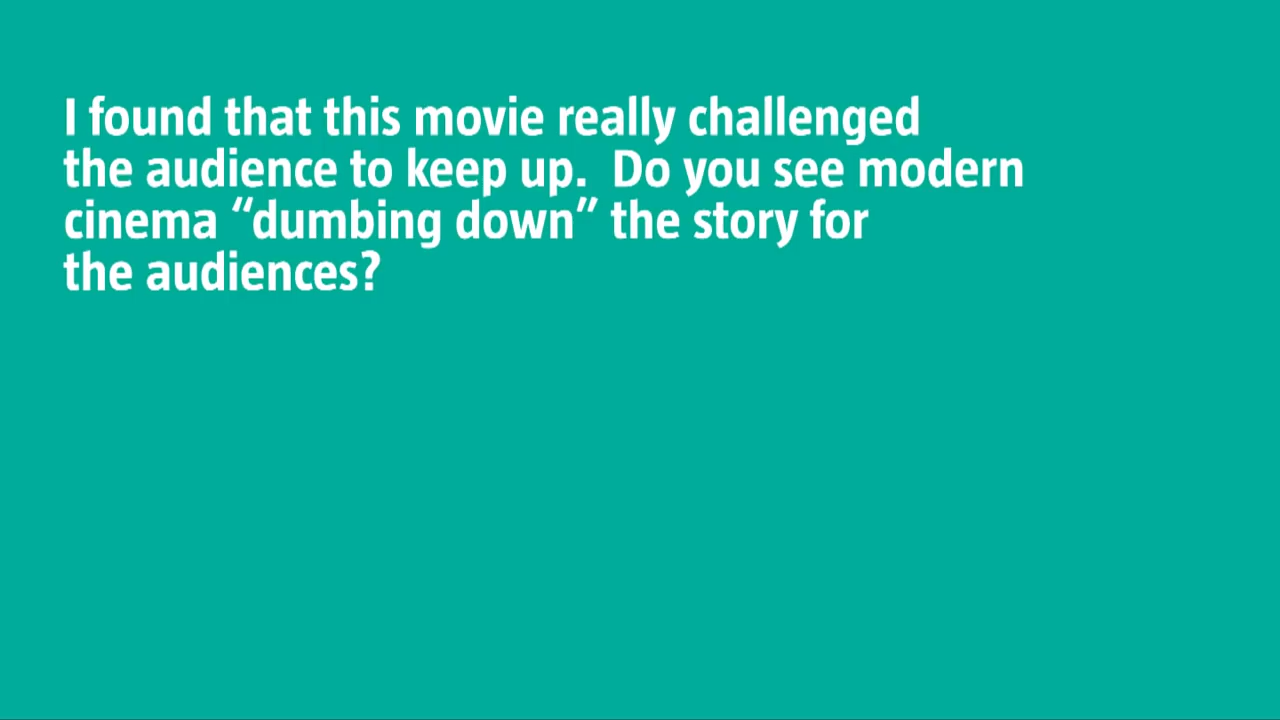 I found that this movie really challenged
the audience to keep up.  Do you see modern
cinema “dumbing down” the story for
the audiences?